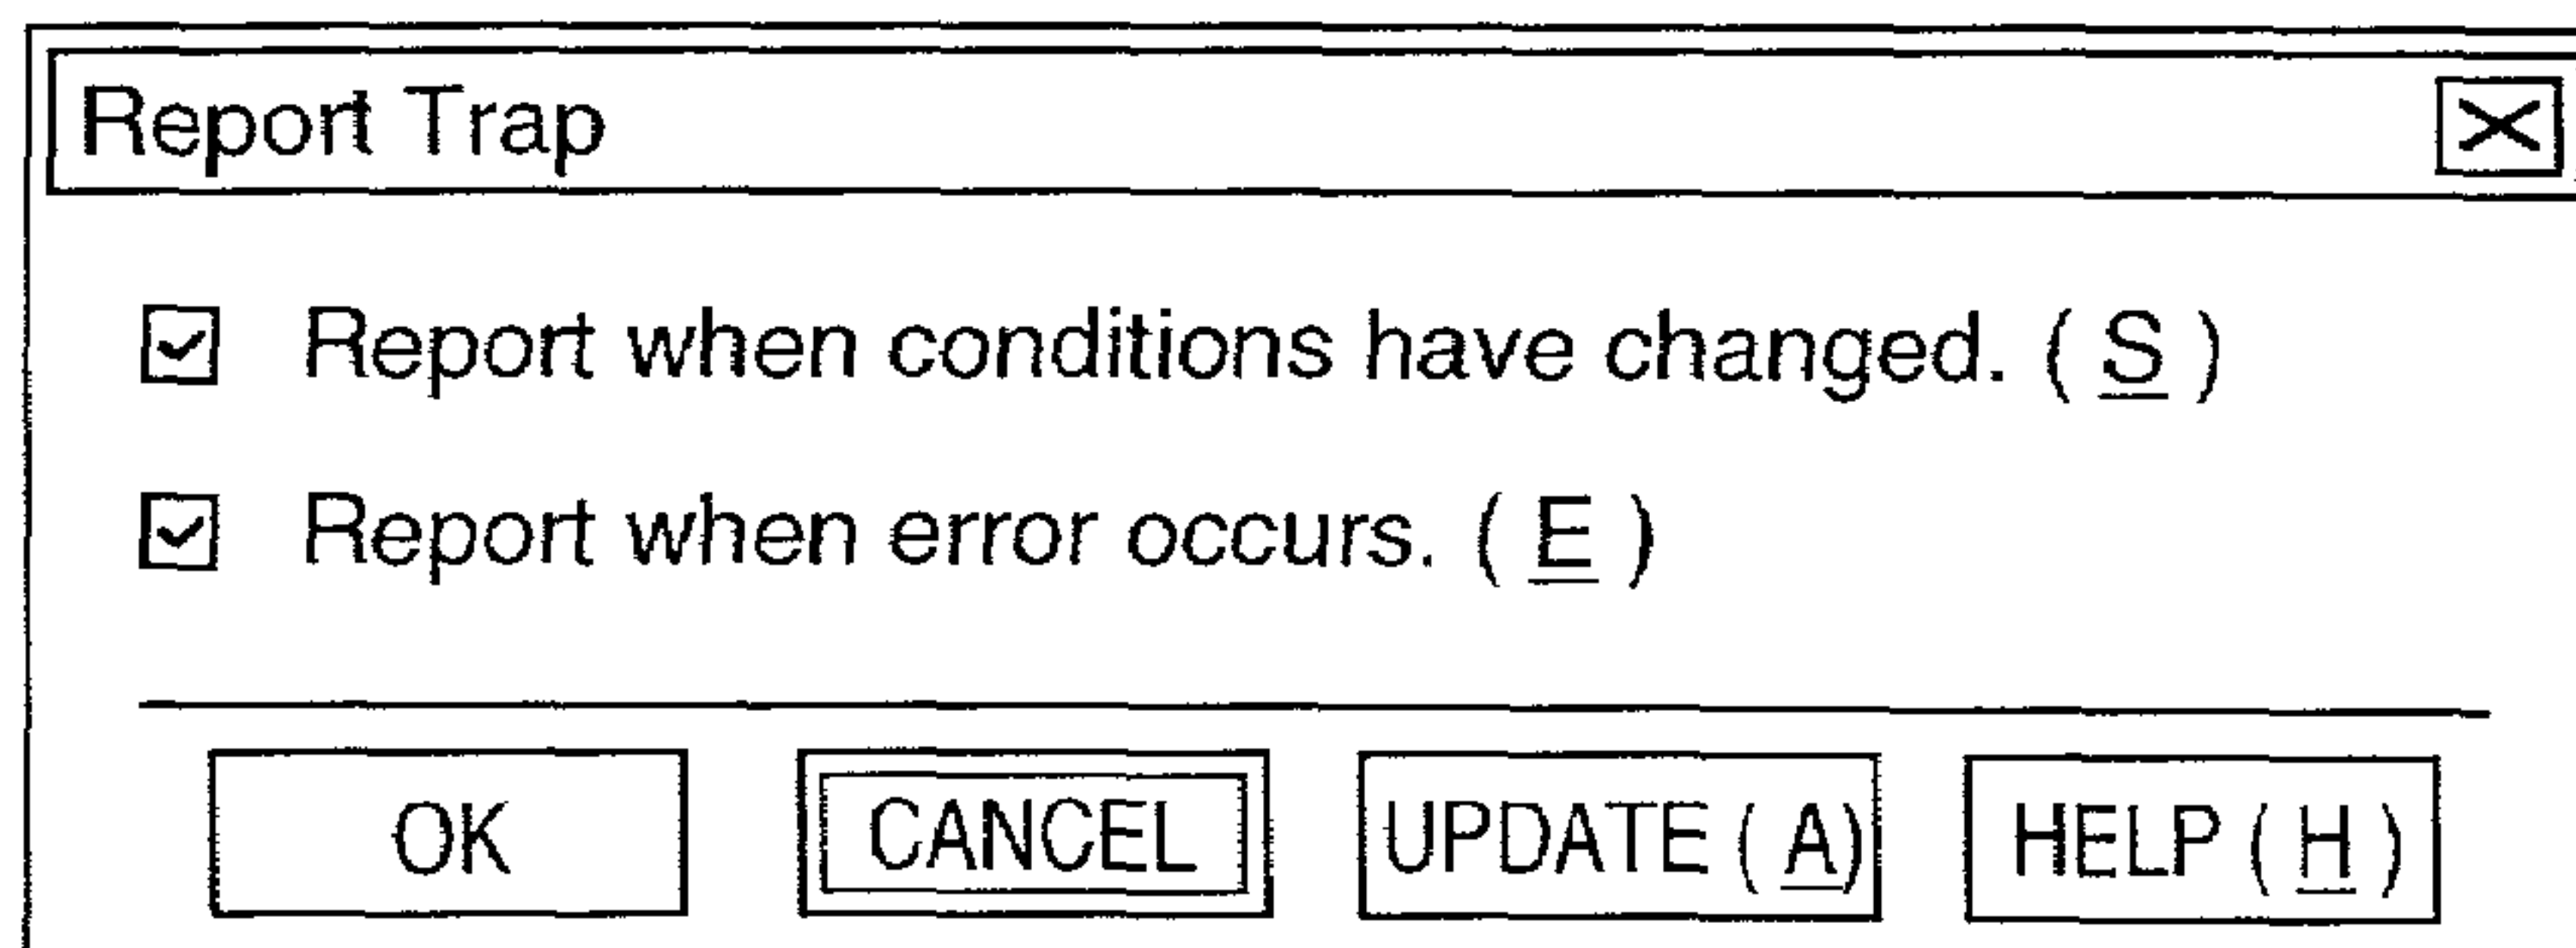 Report Trap
Report when conditions have changed. ( S )
Report when error occurs. ( E )
OK CANCEL UPDATE ( A) HELP ( H )